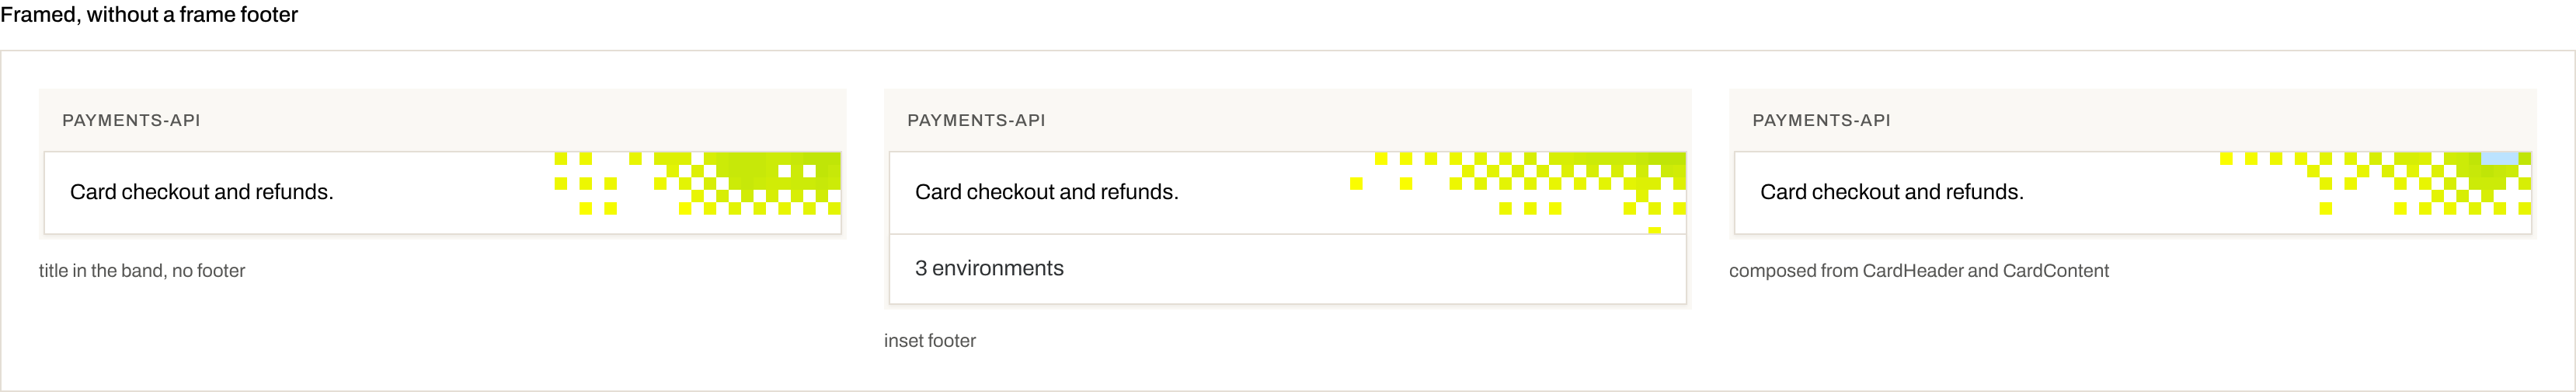 Framed, without a frame footer
PAYMENTS-API
Card checkout and refunds.
title in the band, no footer
PAYMENTS-API
Card checkout and refunds.
3 environments
inset footer
PAYMENTS-API
Card checkout and refunds.
composed from CardHeader and CardContent